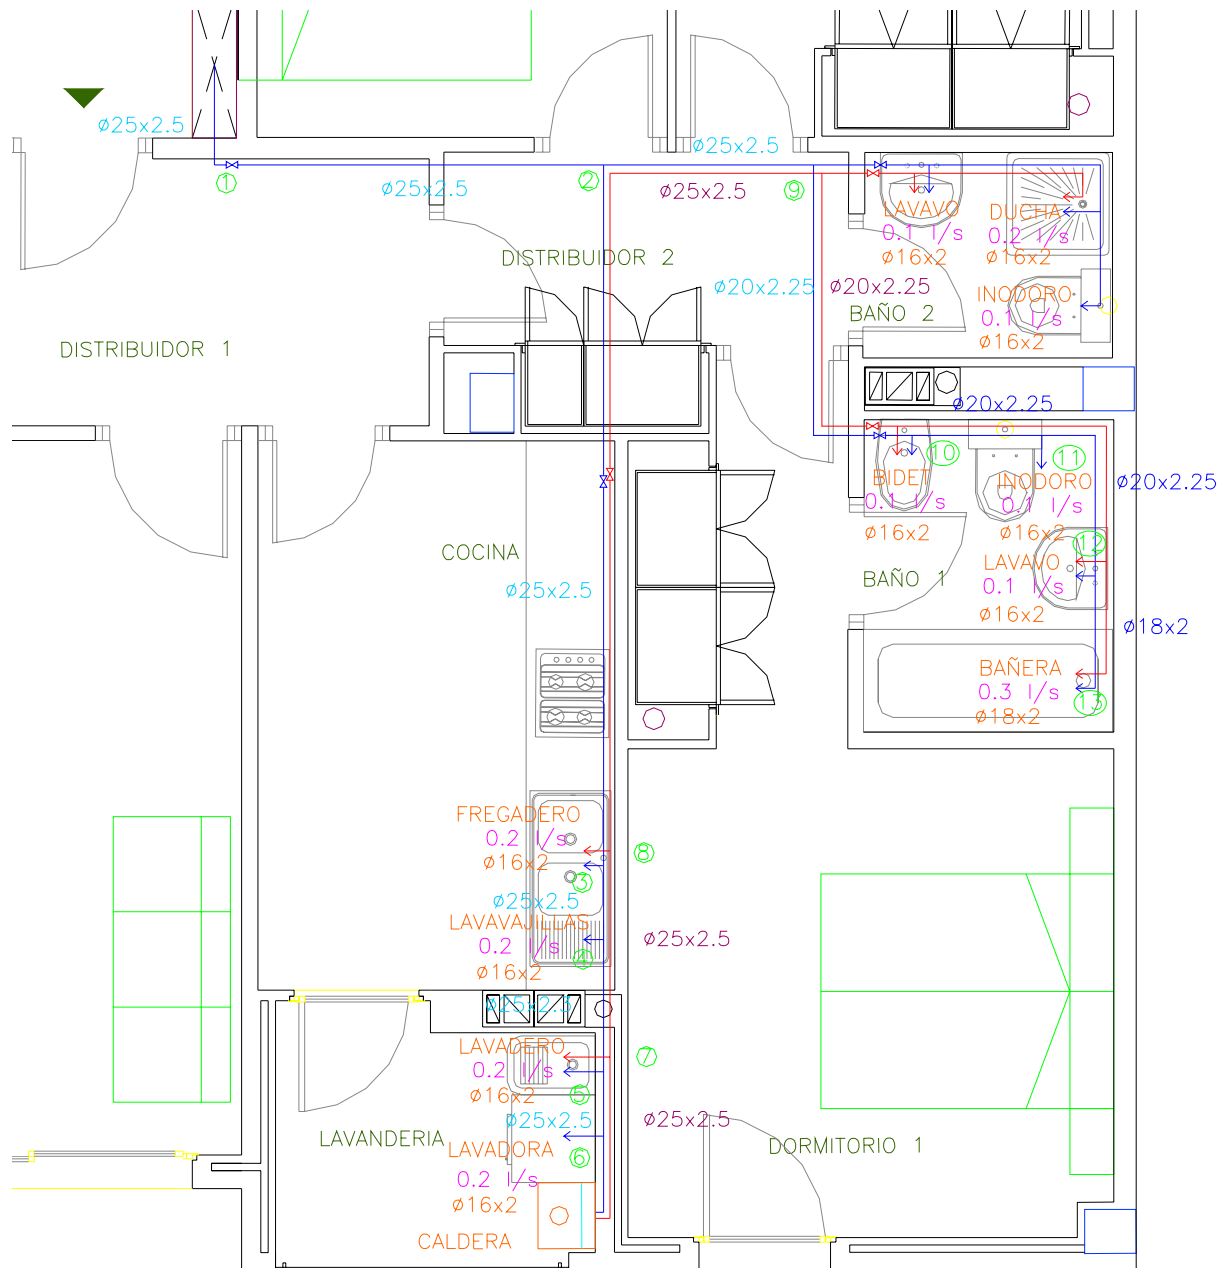 ø25x2.5
ø25x2.5
1
ø25x2.5
2
ø25x2.5
9
LAVAVO
0.1 l/s
ø16x2
DUCHA
0.2 l/s
ø16x2
DISTRIBUIDOR 2
ø20x2.25
ø20x2.25
INODORO
0.1 l/s
ø16x2
BAÑO 2
DISTRIBUIDOR 1
ø20x2.25
10
11
BIDET
0.1 l/s
ø16x2
INODORO
0.1 l/s
ø16x2
ø20x2.25
12
COCINA
LAVAVO
0.1 l/s
ø16x2
BAÑO 1
ø25x2.5
ø18x2
BAÑERA
0.3 l/s
ø18x2
13
FREGADERO
0.2 l/s
ø16x2
8
3
ø25x2.5
LAVAVAJILLAS
0.2 l/s
ø16x2
4
ø25x2.5
ø25x2.5
LAVADERO
0.2 l/s
ø16x2
7
5
ø25x2.5
ø25x2.5
LAVANDERIA
LAVADORA
0.2 l/s
ø16x2
6
DORMITORIO 1
CALDERA